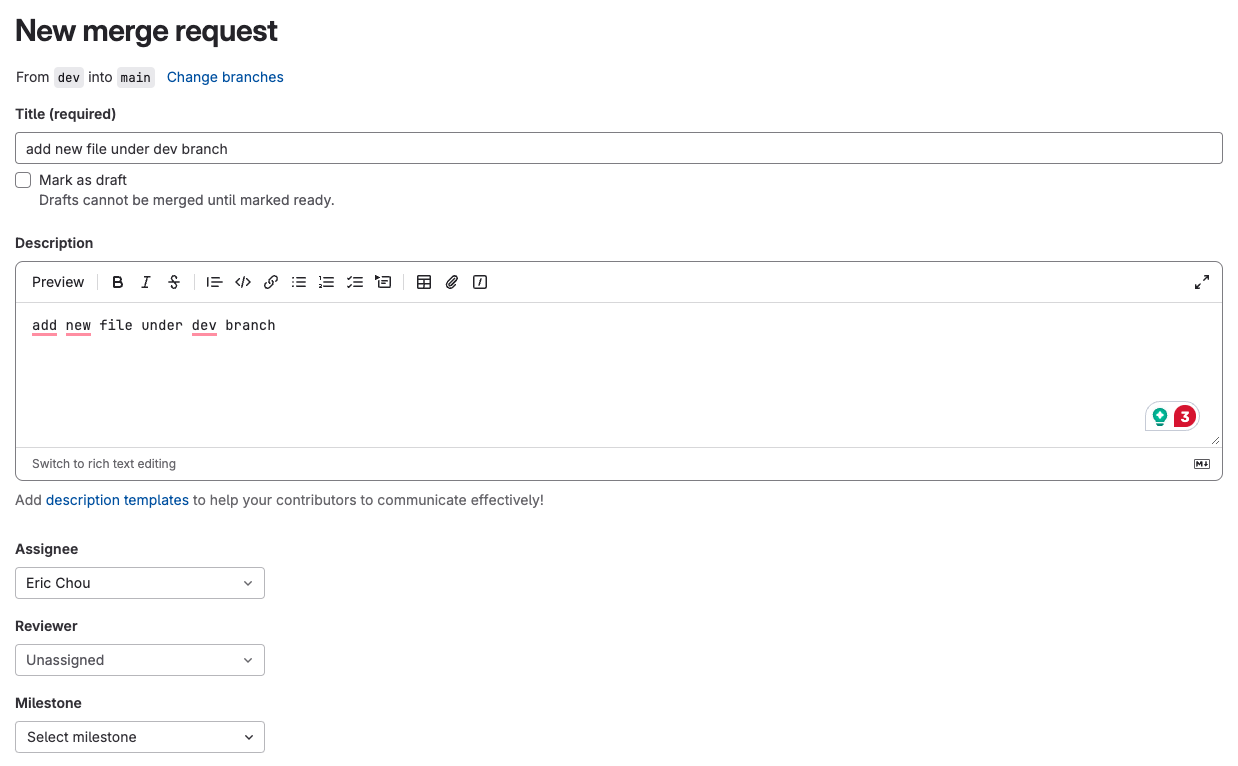 New merge request
From dev into main Change branches
Title (required)
add new file under dev branch
Mark as draft
Drafts cannot be merged until marked ready.
Description
Preview B I S
add new file under dev branch
3
Switch to rich text editing
M↓
Add description templates to help your contributors to communicate effectively!
Assignee
Eric Chou
Reviewer
Unassigned
Milestone
Select milestone